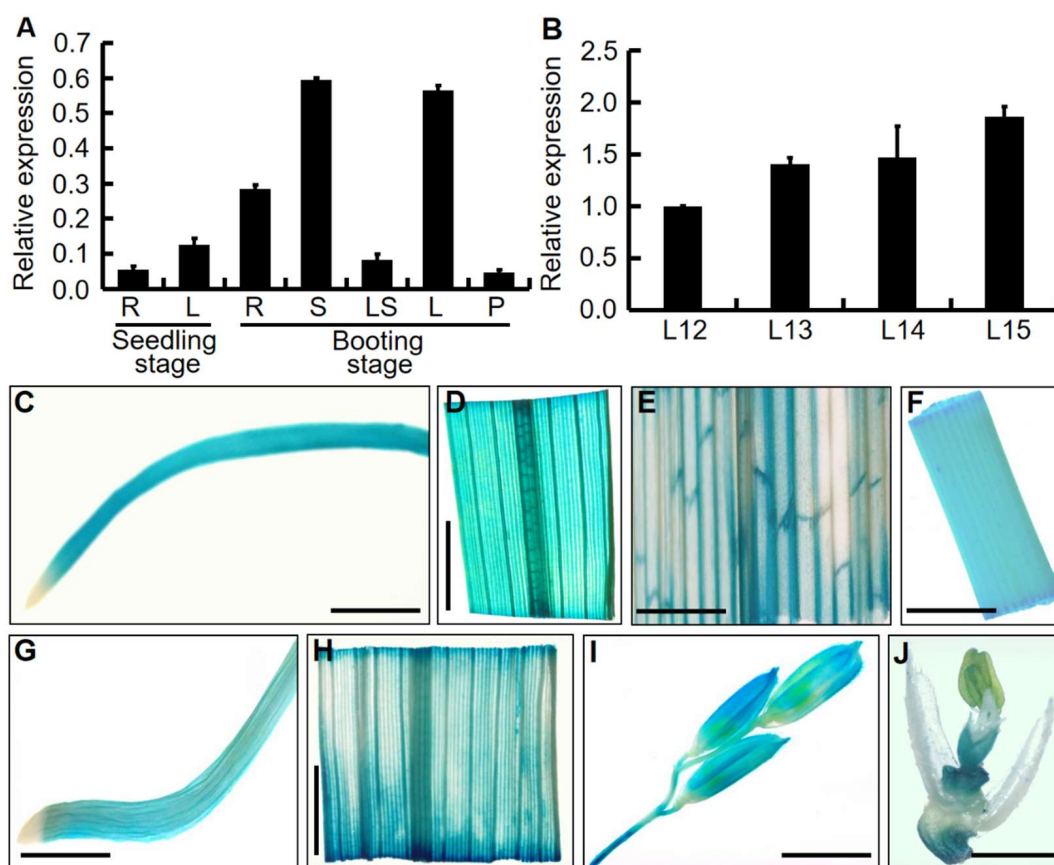 A
Relative expression
0.7
0.6
0.5
0.4
0.3
0.2
0.1
0.0
R L R S LS L P
Seedling
stage
Booting
stage
B
Relative expression
2.5
2.0
1.5
1.0
0.5
0.0
L12 L13 L14 L15
C
D
E
F
G
H
I
J